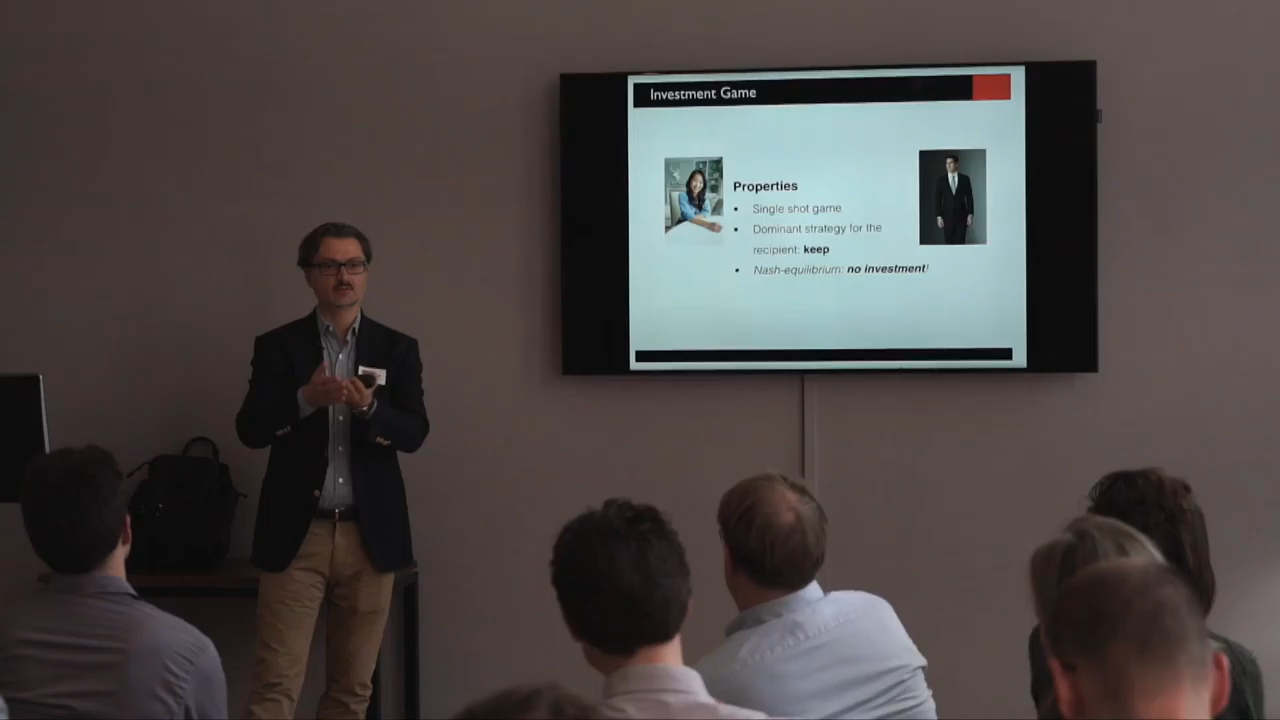 Investment Game
Properties
• Single shot game
• Dominant strategy for the
recipient: keep
• Nash-equilibrium: no investment!